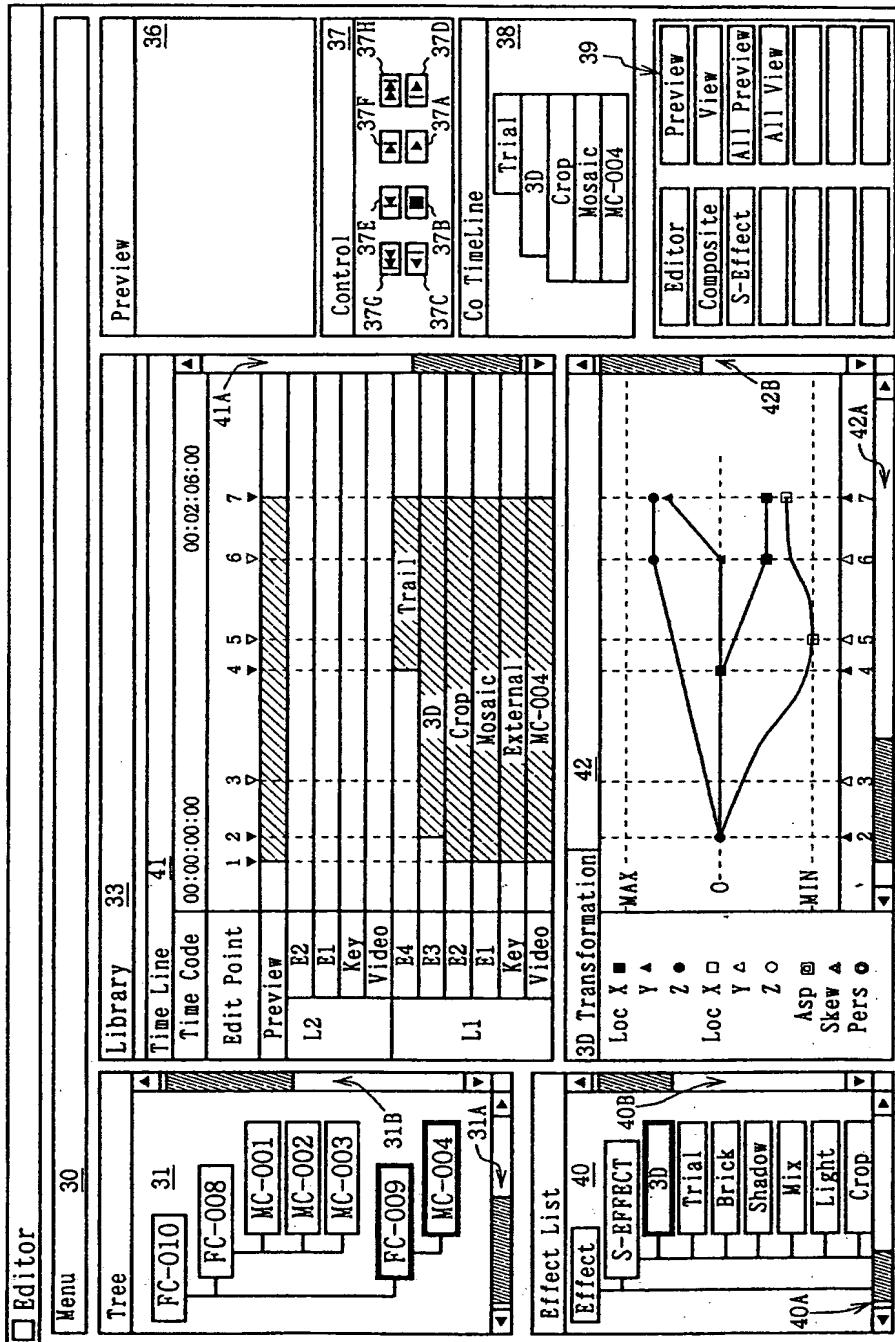 Editor
Menu 30
Tree 31
FC-010
FC-008
MC-001
MC-002
MC-003
FC-009
MC-004
31B
31A
Effect List 40
Effect
S-EFFECT
3D
Trial
Brick
Shadow
Mix
Light
Crop
40B
40A
Library 33
Time Line 41
Time Code 00:00:00:00 00:02:06:00
Edit Point 1 2 3 4 5 6 7
Preview
L2
E2
E1
Key
Video
L1
E4 Trail
E3 3D
E2 Crop
E1 Mosaic
Key External
Video MC-004
41A
3D Transformation 42
Loc X ■
Y ▲
Z ●
Loc X □
Y △
Z ○
Asp
Skew
Pers
MAX
0
MIN
2 3 4 5 6 7
42B
42A
Preview 36
Control 37
37G 37E 37F 37H
37C 37B 37A 37D
Co TimeLine 38
Trial
3D
Crop
Mosaic
MC-004
39
Editor Preview
Composite View
S-Effect All Preview
All View